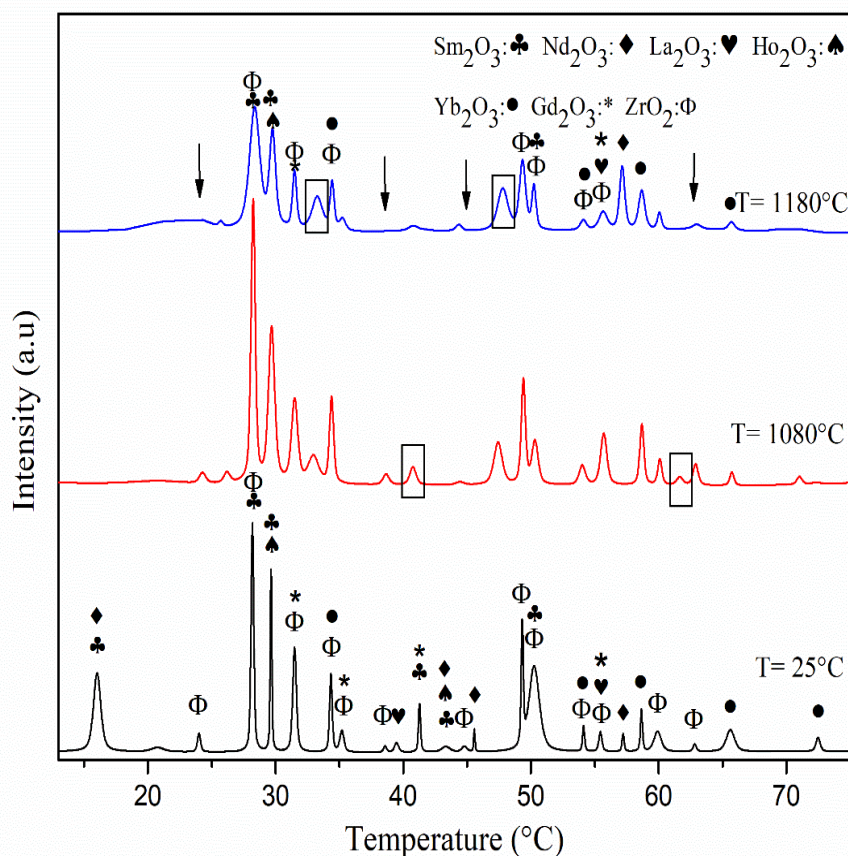 Sm2O3:♣ Nd2O3:♦ La2O3:♥ Ho2O3:♠
Yb2O3:● Gd2O3:* ZrO2:Φ
T= 1180°C
T= 1080°C
T= 25°C
Intensity (a.u)
20 30 40 50 60 70
Temperature (°C)